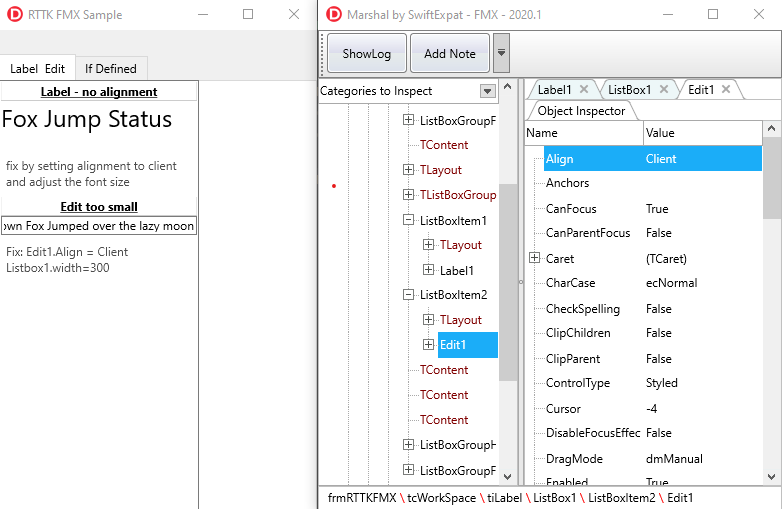 RTTK FMX Sample
Label Edit
If Defined
Label - no alignment
Fox Jump Status
fix by setting alignment to client
and adjust the font size
Edit too small
own Fox Jumped over the lazy moon
Fix: Edit1.Align = Client
Listbox1.width=300
Marshal by SwiftExpat - FMX - 2020.1
ShowLog
Add Note
Categories to Inspect
ListBoxGroupF
TContent
TLayout
TListBoxGroup
ListBoxItem1
TLayout
Label1
ListBoxItem2
TLayout
Edit1
TContent
TContent
TContent
ListBoxGroupH
ListBoxGroupF
Label1
ListBox1
Edit1
Object Inspector
Name Value
Align Client
Anchors
CanFocus True
CanParentFocus False
Caret (TCaret)
CharCase ecNormal
CheckSpelling False
ClipChildren False
ClipParent False
ControlType Styled
Cursor -4
DisableFocusEffec False
DragMode dmManual
Enabled True
frmRTTKFMX \ tcWorkSpace \ tiLabel \ ListBox1 \ ListBoxItem2 \ Edit1